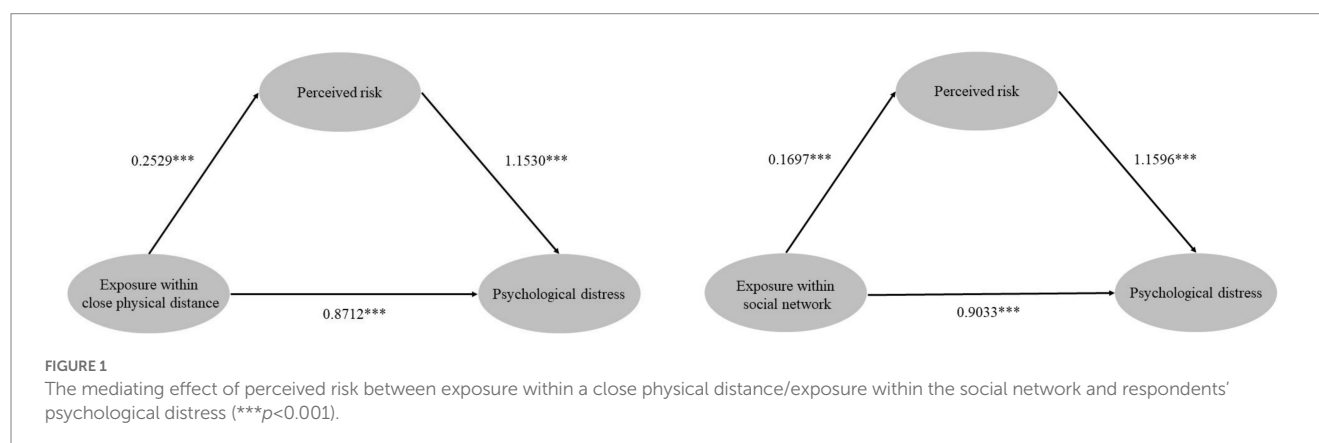 Perceived risk
0.2529***
1.1530***
Exposure within
close physical distance
0.8712***
Psychological distress
Perceived risk
0.1697***
1.1596***
Exposure within
social network
0.9033***
Psychological distress
FIGURE 1
The mediating effect of perceived risk between exposure within a close physical distance/exposure within the social network and respondents’
psychological distress (***p<0.001).